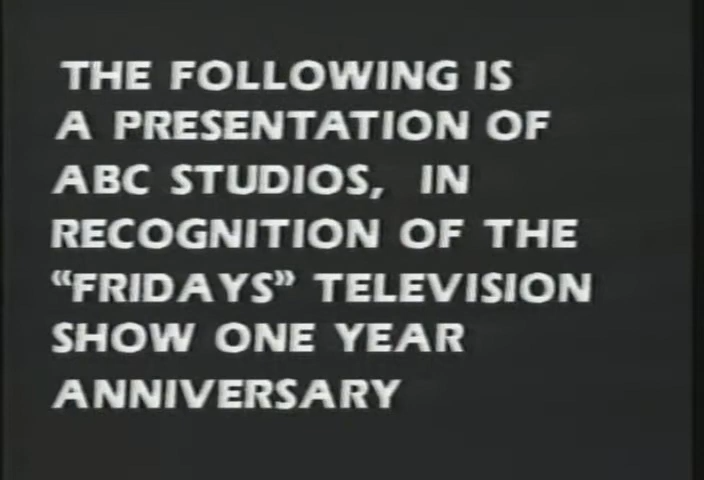 THE FOLLOWING IS
A PRESENTATION OF
ABC STUDIOS, IN
RECOGNITION OF THE
“FRIDAYS” TELEVISION
SHOW ONE YEAR
ANNIVERSARY